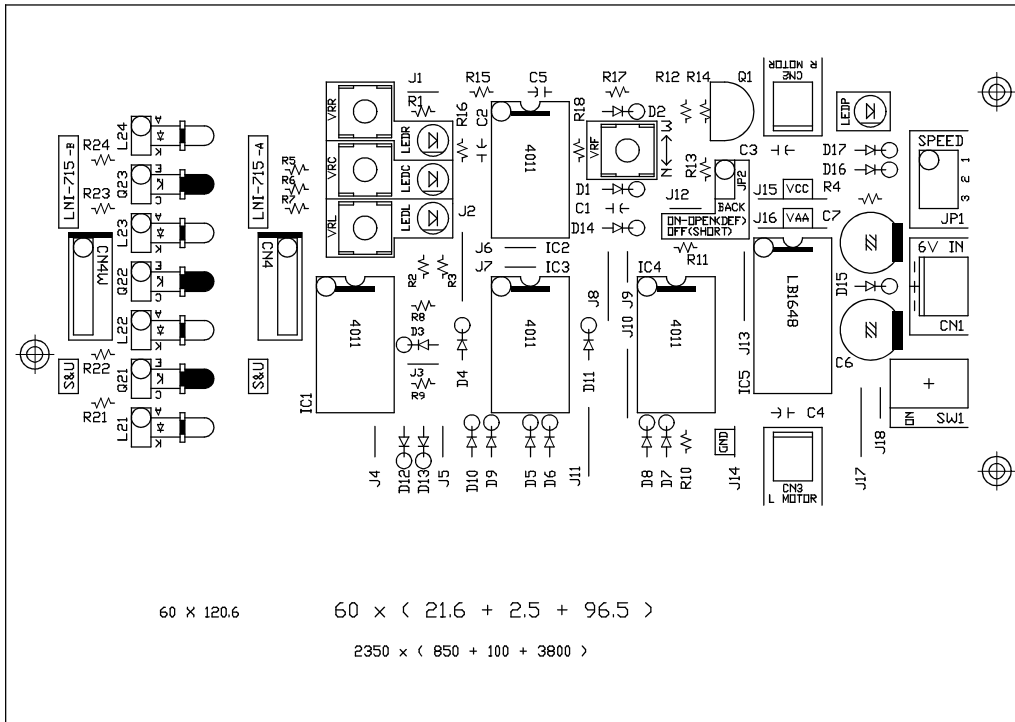 R MOTOR
CN2
J1
R15
C5
R17
R12
R14
Q1
VRR
R1
R16
C2
R18
D2
LEDP
LNI-715-B
L24
A
K
R24
LNI-715-A
LEDR
4011
VRF
W
N
C3
D17
D16
SPEED
1
2
3
JP1
R5
R6
R7
VRC
LEDC
R13
JP2
E
K
C
Q23
R23
D1
C1
J12
BACK
J15
VCC
R4
J16
VAA
C7
VRL
LEDL
J2
D14
ON-OPEN(DEF)
OFF(SHORT)
A
K
L23
CN4W
CN4
J6
IC2
R11
6V IN
J7
IC3
IC4
R2
R3
E
K
C
Q22
J8
J9
LB1648
D15
R8
CN1
D3
4011
4011
J10
4011
J13
A
K
L22
R22
S&U
S&U
J3
R9
D4
D11
IC5
C6
E
K
C
Q21
R21
IC1
C4
ON
SW1
A
K
L21
J4
D12
D13
J5
D10
D9
D5
D6
J11
D8
D7
R10
GND
J14
CN3
L MOTOR
J17
J18
60 X 120.6
60 x ( 21.6 + 2.5 + 96.5 )
2350 x ( 850 + 100 + 3800 )